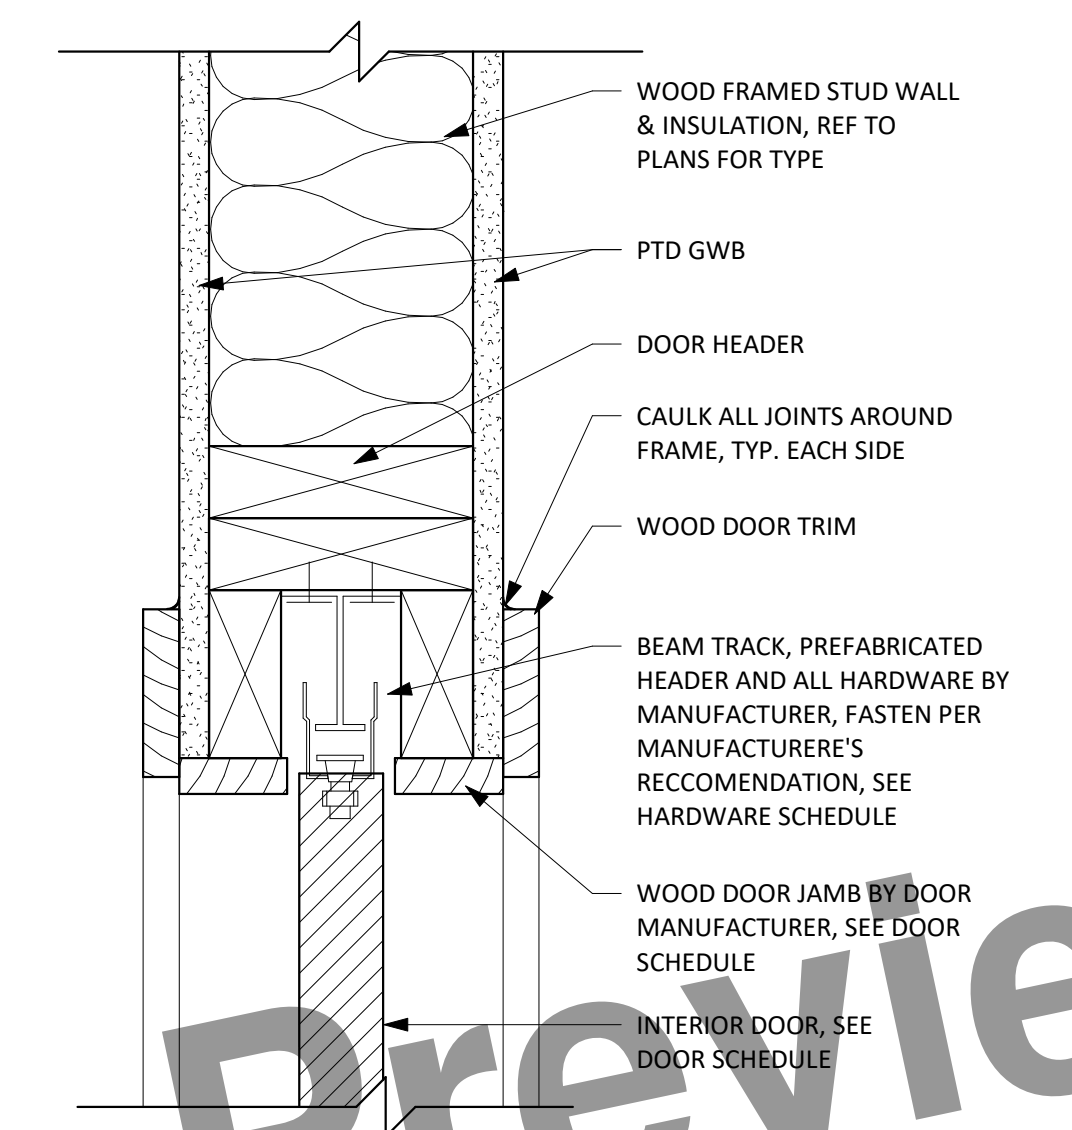 WOOD FRAMED STUD WALL
& INSULATION, REF TO
PLANS FOR TYPE
PTD GWB
DOOR HEADER
CAULK ALL JOINTS AROUND
FRAME, TYP. EACH SIDE
WOOD DOOR TRIM
BEAM TRACK, PREFABRICATED
HEADER AND ALL HARDWARE BY
MANUFACTURER, FASTEN PER
MANUFACTURERE'S
RECCOMENDATION, SEE
HARDWARE SCHEDULE
WOOD DOOR JAMB BY DOOR
MANUFACTURER, SEE DOOR
SCHEDULE
INTERIOR DOOR, SEE
DOOR SCHEDULE
Previe